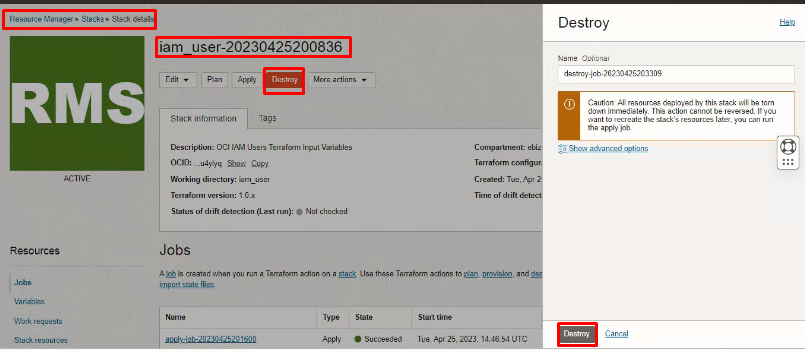 Resource Manager » Stacks » Stack details
RMS
ACTIVE
iam_user-20230425200836
Edit Plan Apply Destroy More actions
Stack information Tags
Description: OCI IAM Users Terraform Input Variables
OCID: ...u4ylyq Show Copy
Working directory: iam_user
Terraform version: 1.0.x
Status of drift detection (Last run): Not checked
Compartment: ebiz
Terraform configura
Created: Tue, Apr 2
Time of drift detect
Resources
Jobs
Variables
Work requests
Stack resources
Jobs
A job is created when you run a Terraform action on a stack. Use these Terraform actions to plan, provision, and des
import state files.
Name Type State Start time
apply-job-20230425201600 Apply Succeeded Tue, Apr 25, 2023, 14:46:54 UTC
Destroy Help
Name Optional
destroy-job-20230425203309
Caution: All resources deployed by this stack will be torn
down immediately. This action cannot be reversed. If you
want to recreate the stack's resources later, you can run
the apply job.
Show advanced options
Destroy Cancel